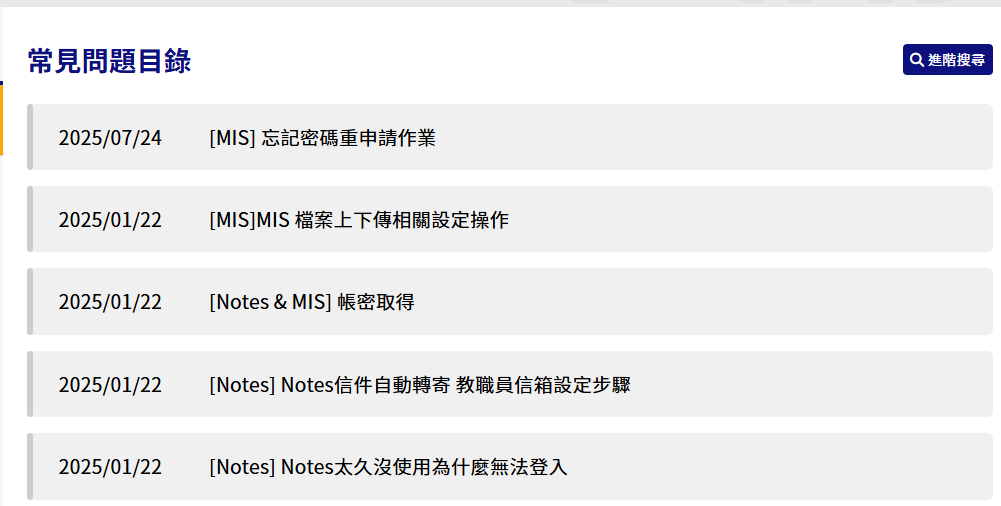 常見問題目錄
進階搜尋
2025/07/24 [MIS] 忘記密碼重申請作業
2025/01/22 [MIS]MIS 檔案上下傳相關設定操作
2025/01/22 [Notes & MIS] 帳密取得
2025/01/22 [Notes] Notes信件自動轉寄 教職員信箱設定步驟
2025/01/22 [Notes] Notes太久沒使用為什麼無法登入